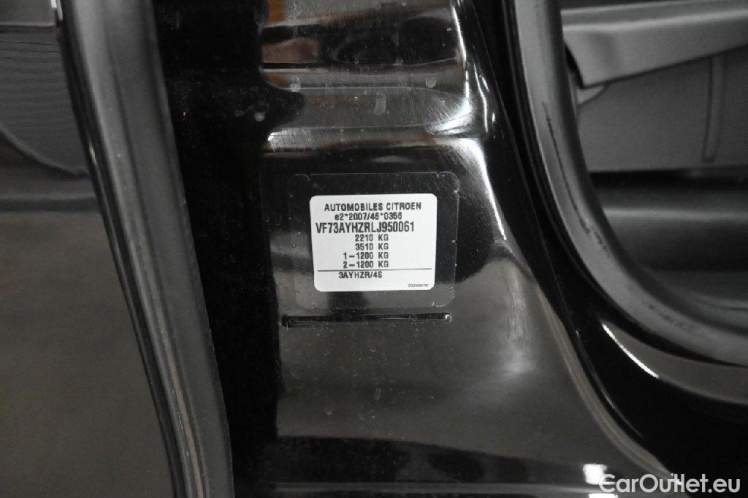 AUTOMOBILES CITROEN
e2*2007/46*0356
VF73AYHZRLJ950061
2210 KG
3510 KG
1-1200 KG
2-1200 KG
3AYHZR/4S
CarOutlet.eu